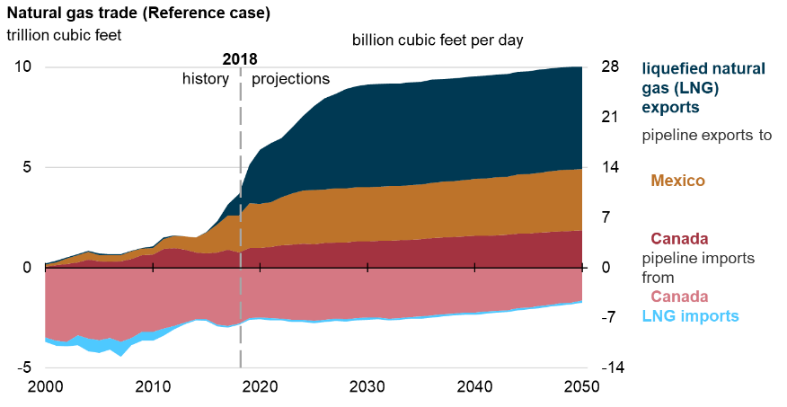 Natural gas trade (Reference case)
trillion cubic feet
billion cubic feet per day
2018
history
projections
10
5
0
-5
28
21
14
7
0
-7
-14
2000
2010
2020
2030
2040
2050
liquefied natural
gas (LNG)
exports
pipeline exports to
Mexico
Canada
pipeline imports
from
Canada
LNG imports